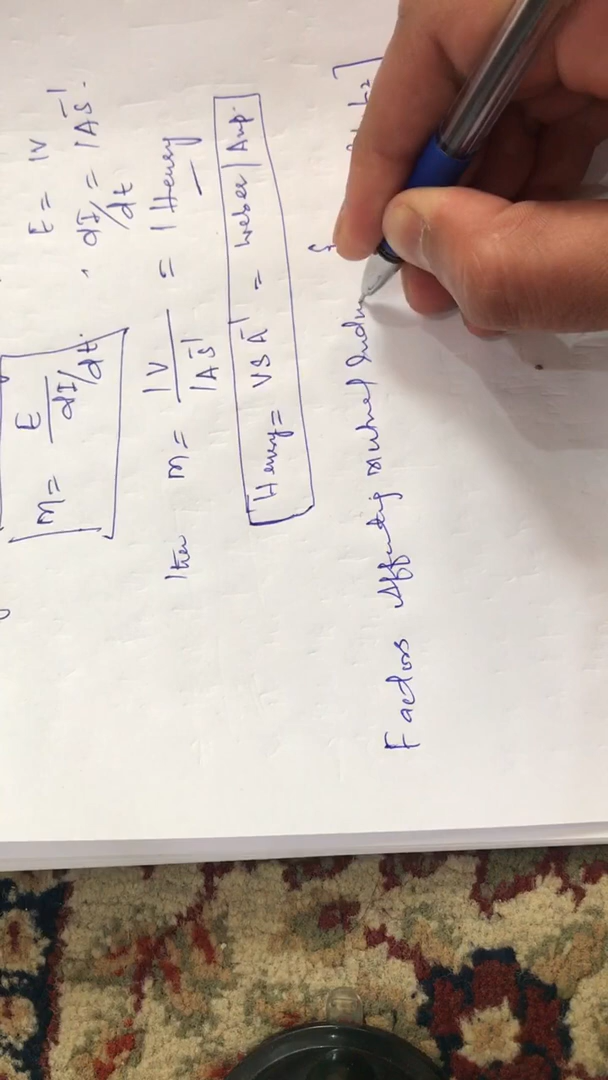 M = E / dI/dt. E = 1V
, dI/dt = 1AS⁻¹.
then M = 1V / 1AS⁻¹ = 1 Henry
Henry = VSA⁻¹ = Weber/Amp.
Factors Affecting Mutual Indu